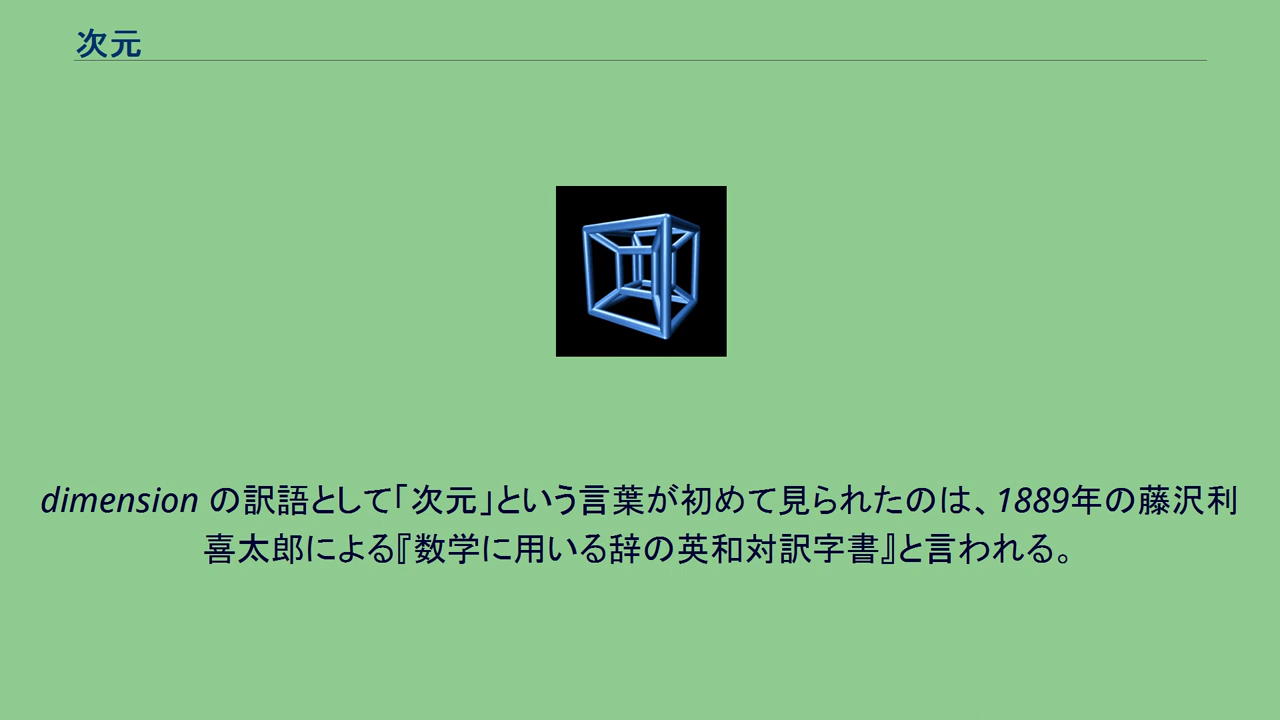 次元
dimension の訳語として「次元」という言葉が初めて見られたのは、1889年の藤沢利
喜太郎による『数学に用いる辞の英和対訳字書』と言われる。